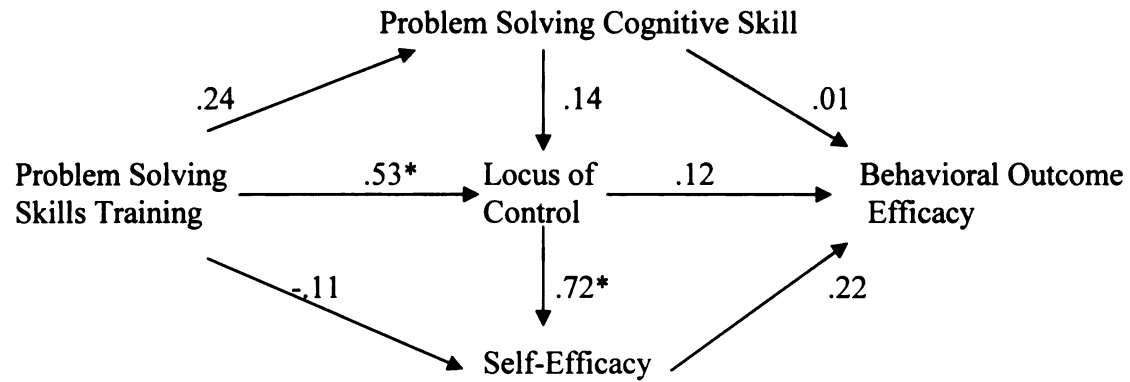 Problem Solving Cognitive Skill
.24
.14
.01
Problem Solving
Skills Training
.53*
Locus of
Control
.12
Behavioral Outcome
Efficacy
-.11
.72*
.22
Self-Efficacy